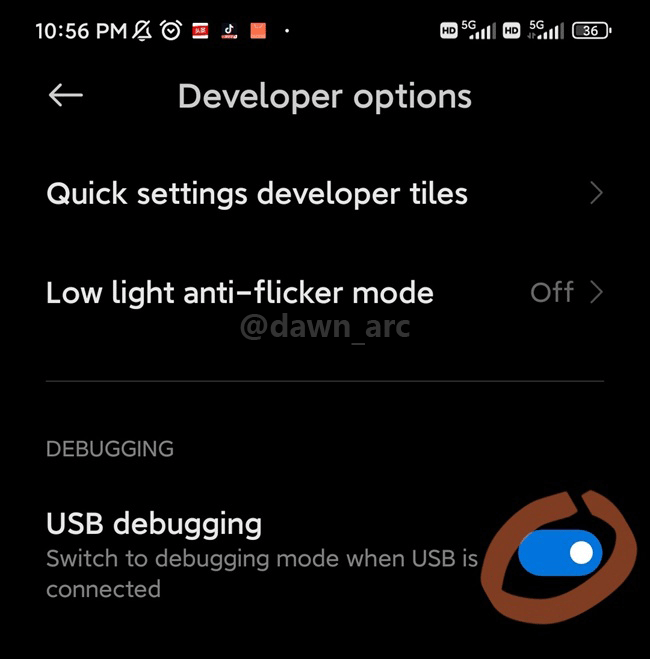 10:56 PM HD 5G HD 5G 36
Developer options
Quick settings developer tiles
Low light anti-flicker mode Off
@dawn_arc
DEBUGGING
USB debugging
Switch to debugging mode when USB is
connected